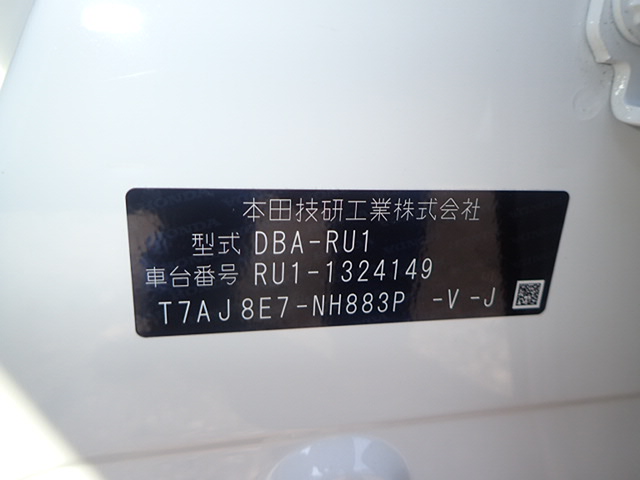 本田技研工業株式会社
型式 DBA-RU1
車台番号 RU1-1324149
T7AJ8E7-NH883P -V-J